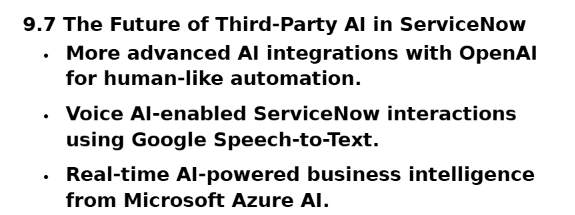 9.7 The Future of Third-Party AI in ServiceNow
• More advanced AI integrations with OpenAI
for human-like automation.
• Voice AI-enabled ServiceNow interactions
using Google Speech-to-Text.
• Real-time AI-powered business intelligence
from Microsoft Azure AI.